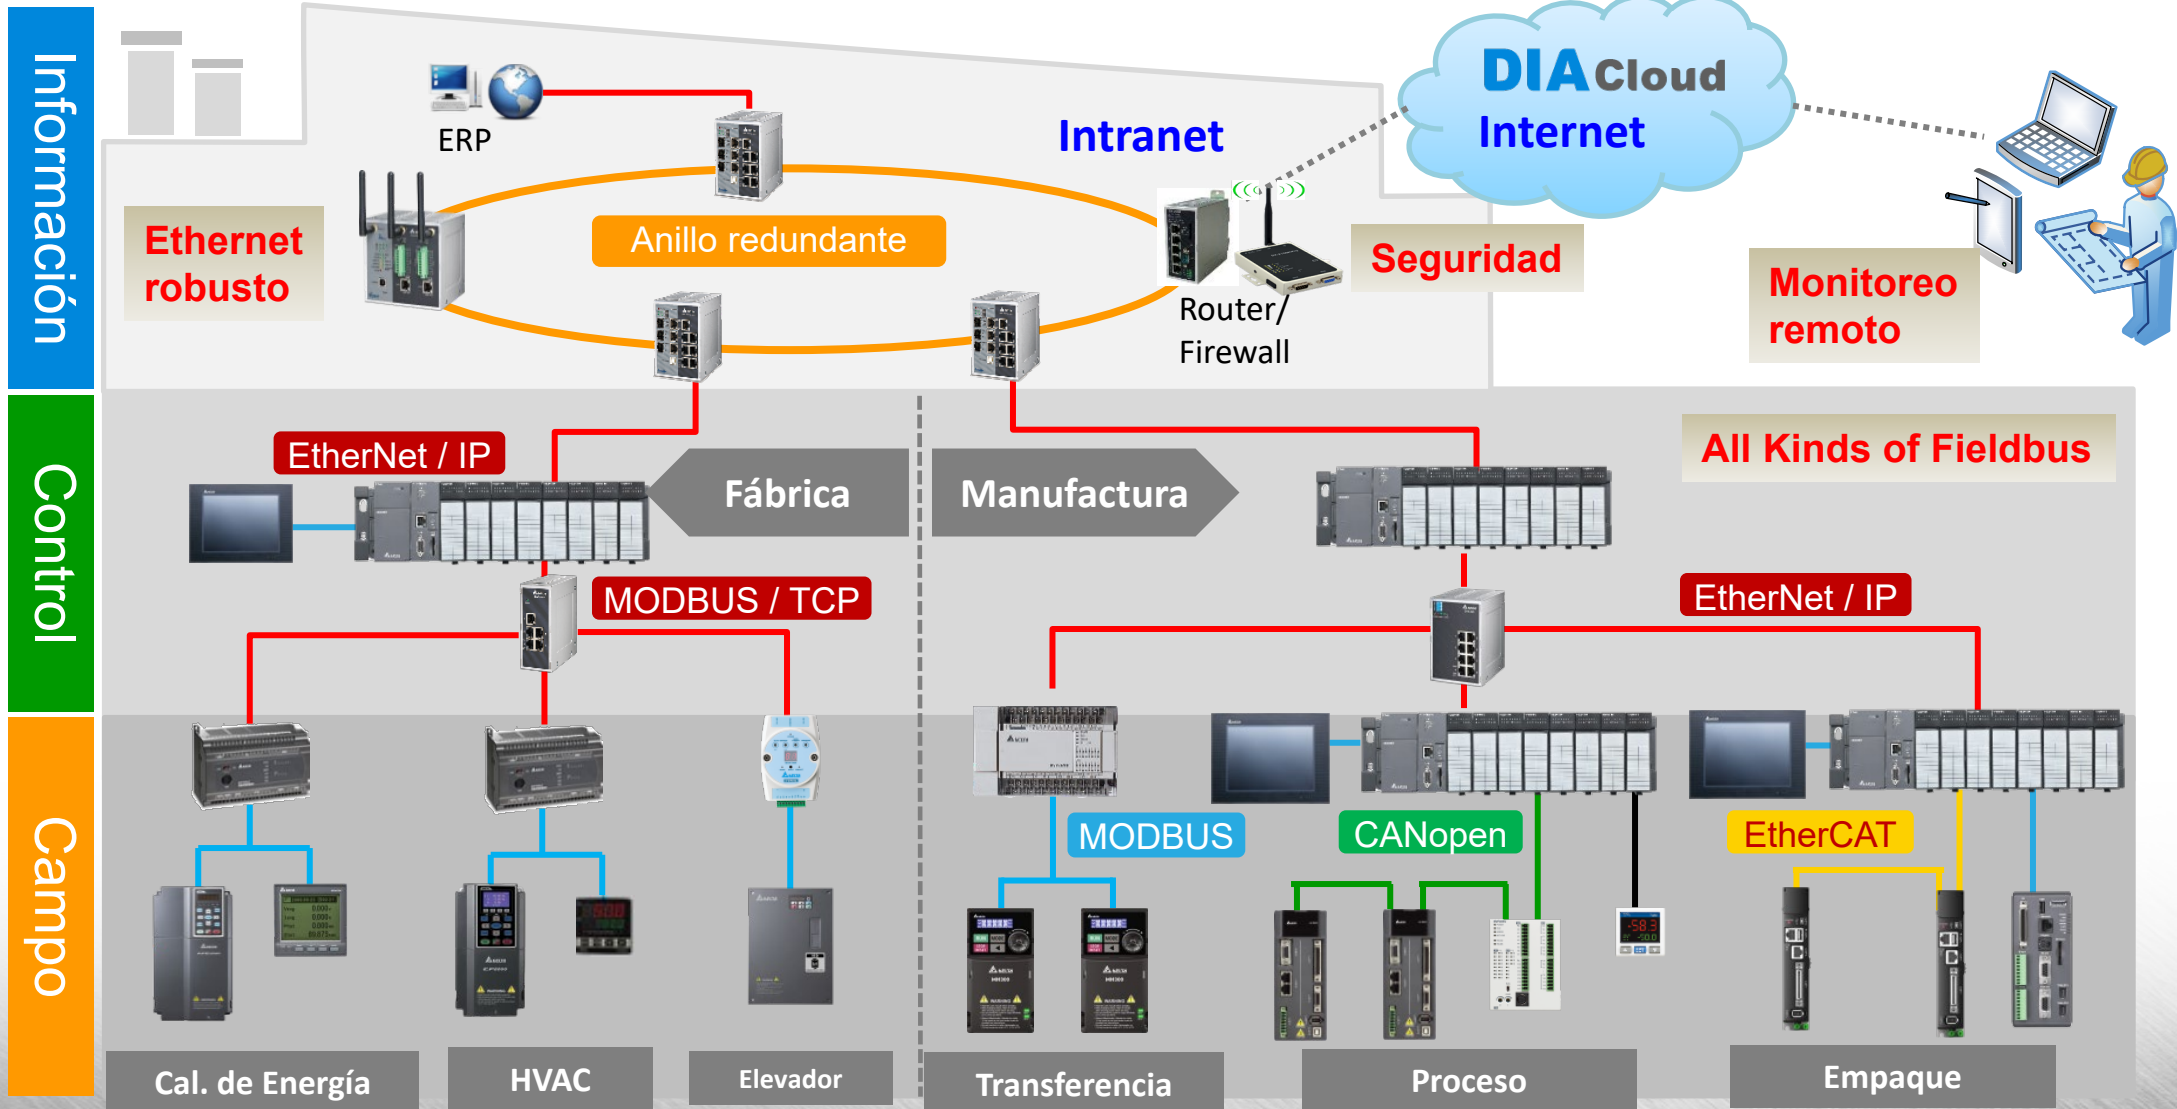 Información
Control
Campo
ERP
Intranet
DIACloud
Internet
Ethernet
robusto
Anillo redundante
Router/
Firewall
Seguridad
Monitoreo
remoto
EtherNet / IP
Fábrica
Manufactura
All Kinds of Fieldbus
MODBUS / TCP
EtherNet / IP
MODBUS
CANopen
EtherCAT
Cal. de Energía
HVAC
Elevador
Transferencia
Proceso
Empaque